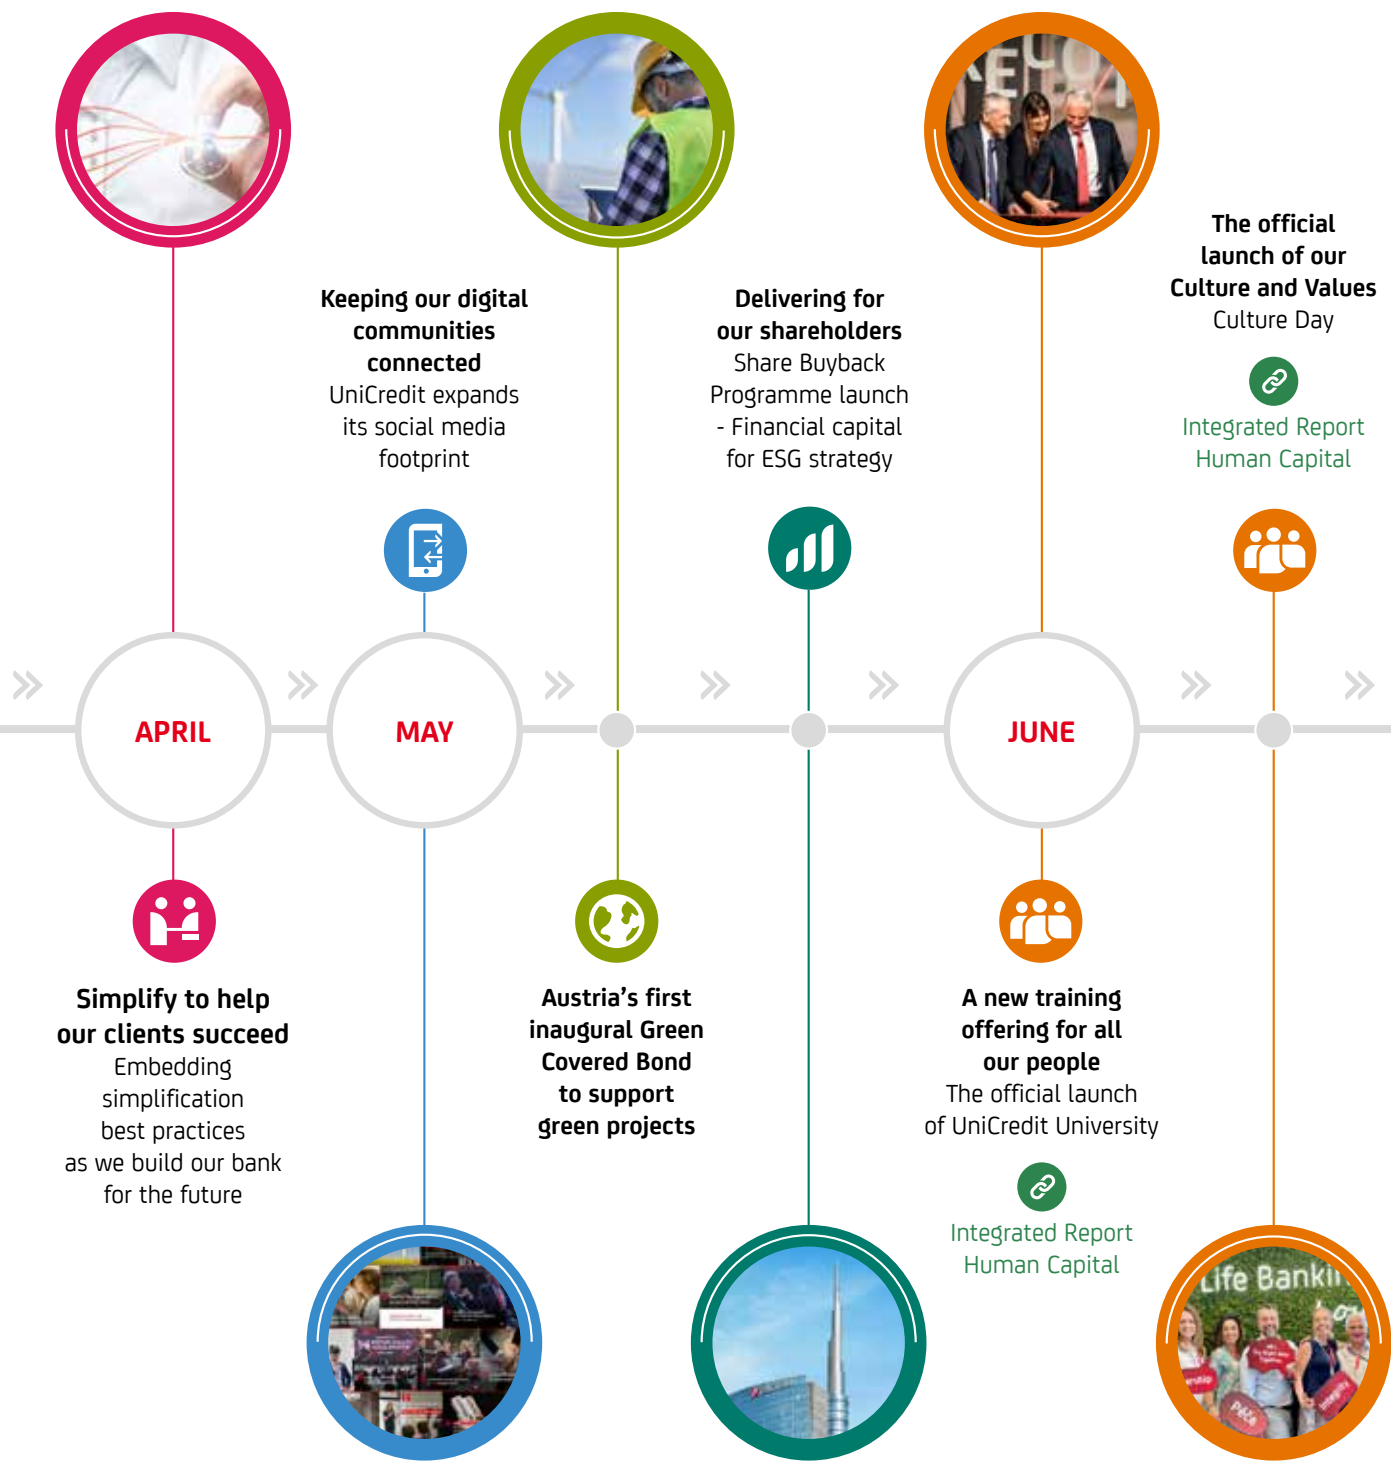 The official
launch of our
Culture and Values
Culture Day
Integrated Report
Human Capital
Keeping our digital
communities
connected
UniCredit expands
its social media
footprint
Delivering for
our shareholders
Share Buyback
Programme launch
- Financial capital
for ESG strategy
APRIL
MAY
JUNE
Simplify to help
our clients succeed
Embedding
simplification
best practices
as we build our bank
for the future
Austria's first
inaugural Green
Covered Bond
to support
green projects
A new training
offering for all
our people
The official launch
of UniCredit University
Integrated Report
Human Capital
Life Bankin
Integrity